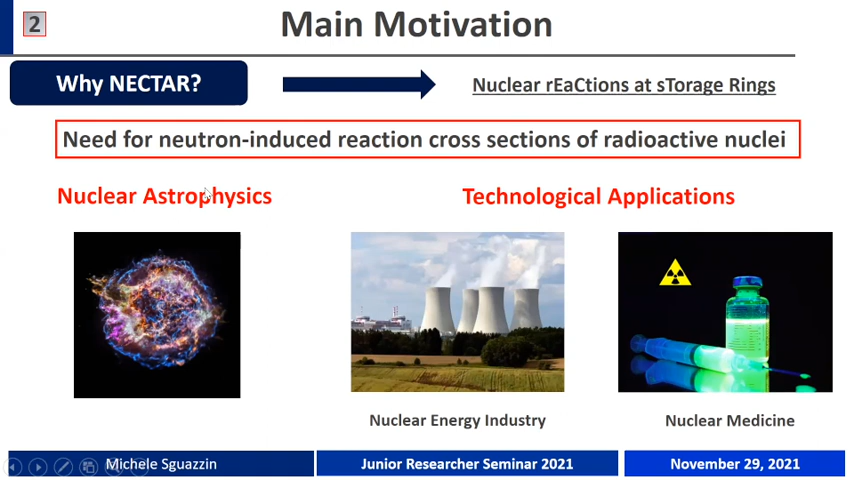 2
Main Motivation
Why NECTAR?
Nuclear rEaCtions at sTorage Rings
Need for neutron-induced reaction cross sections of radioactive nuclei
Nuclear Astrophysics
Technological Applications
Nuclear Energy Industry
Nuclear Medicine
Michele Sguazzin
Junior Researcher Seminar 2021
November 29, 2021